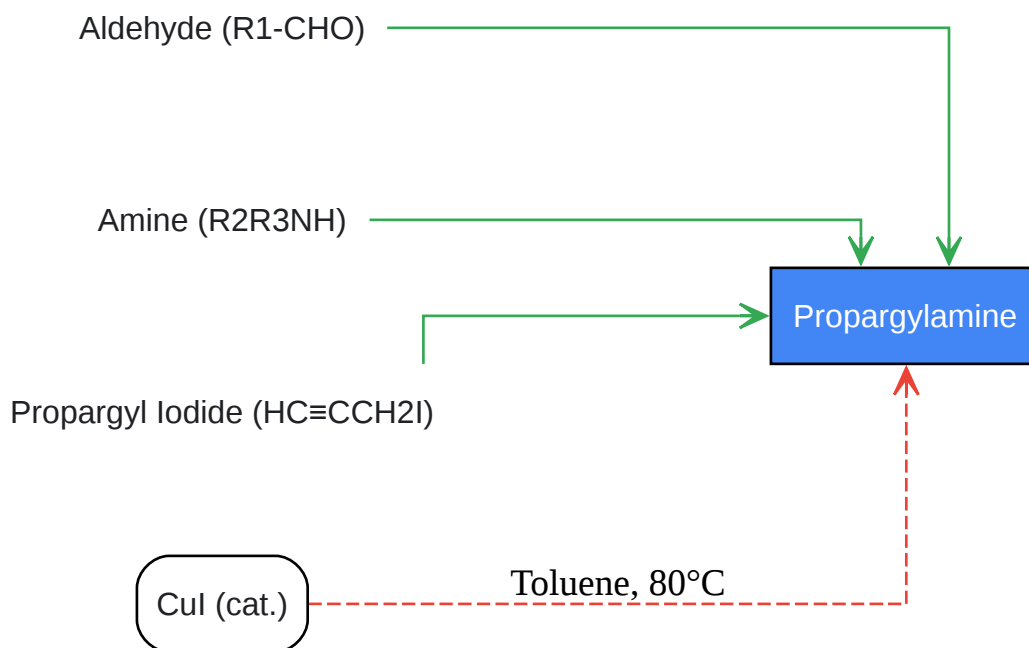 Aldehyde (R1-CHO)
Amine (R2R3NH)
Propargylamine
Propargyl Iodide (HC≡CCH2I)
Toluene, 80°C
CuI (cat.)